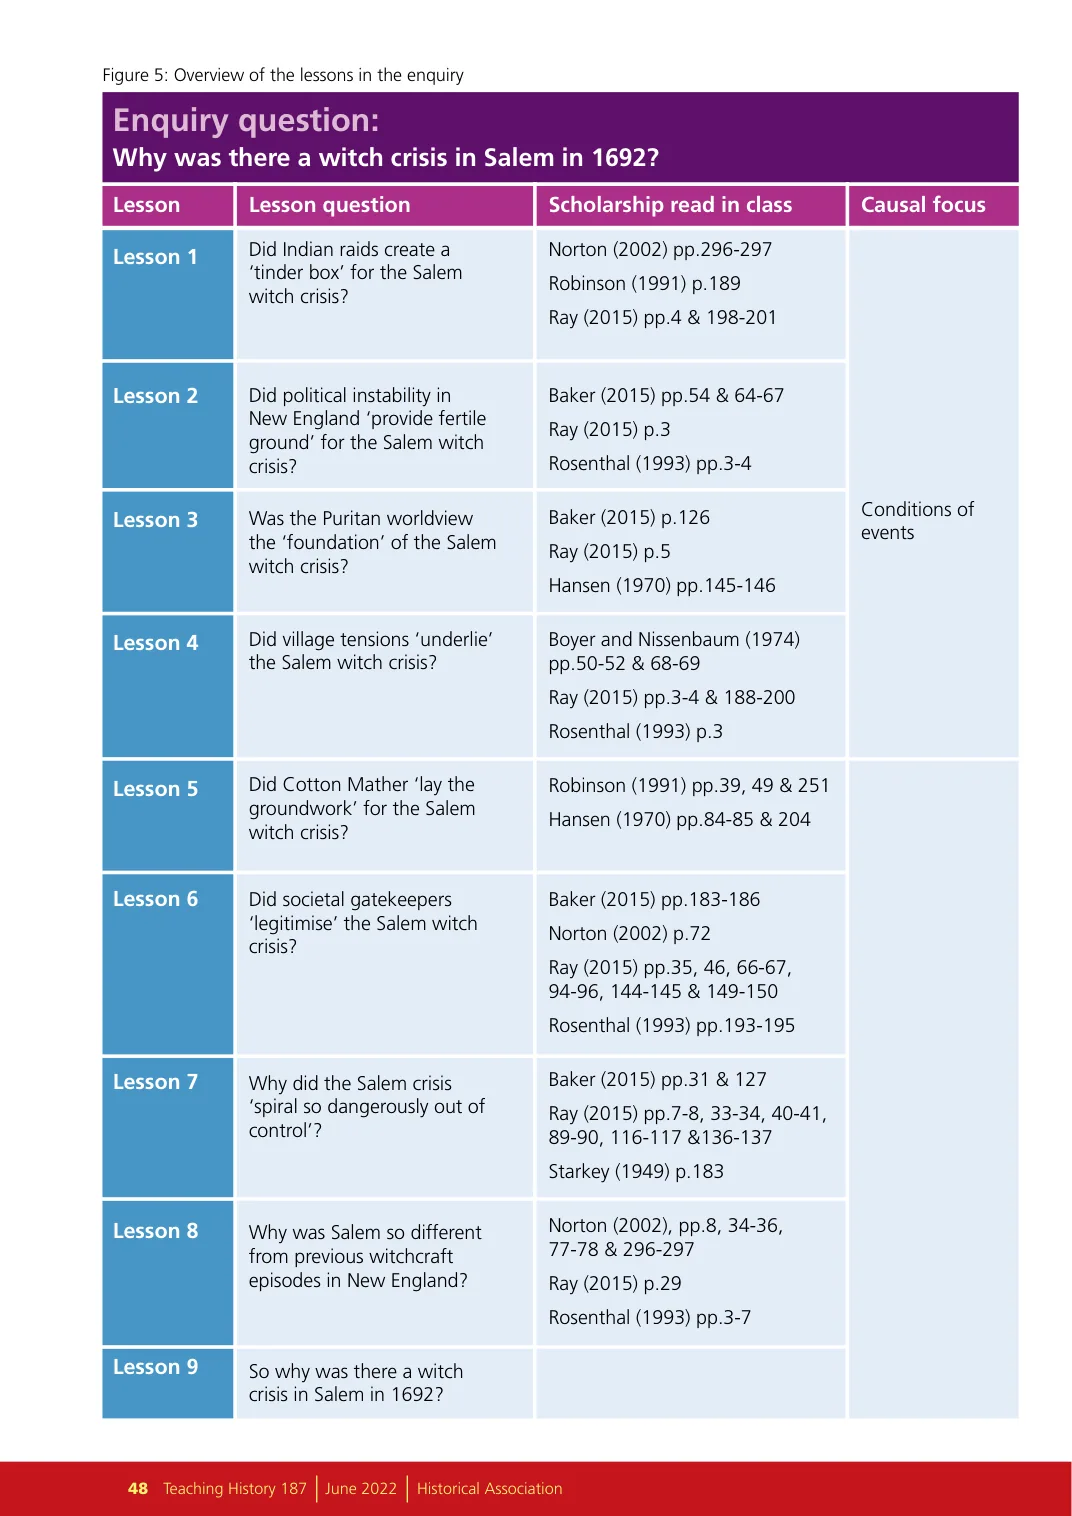 Figure 5: Overview of the lessons in the enquiry
Enquiry question:
Why was there a witch crisis in Salem in 1692?
Lesson
Lesson question
Scholarship read in class
Causal focus
Lesson 1
Did Indian raids create a
‘tinder box’ for the Salem
witch crisis?
Norton (2002) pp.296-297
Robinson (1991) p.189
Ray (2015) pp.4 & 198-201
Lesson 2
Did political instability in
New England ‘provide fertile
ground’ for the Salem witch
crisis?
Baker (2015) pp.54 & 64-67
Ray (2015) p.3
Rosenthal (1993) pp.3-4
Conditions of
events
Lesson 3
Was the Puritan worldview
the ‘foundation’ of the Salem
witch crisis?
Baker (2015) p.126
Ray (2015) p.5
Hansen (1970) pp.145-146
Lesson 4
Did village tensions ‘underlie’
the Salem witch crisis?
Boyer and Nissenbaum (1974)
pp.50-52 & 68-69
Ray (2015) pp.3-4 & 188-200
Rosenthal (1993) p.3
Lesson 5
Did Cotton Mather ‘lay the
groundwork’ for the Salem
witch crisis?
Robinson (1991) pp.39, 49 & 251
Hansen (1970) pp.84-85 & 204
Lesson 6
Did societal gatekeepers
‘legitimise’ the Salem witch
crisis?
Baker (2015) pp.183-186
Norton (2002) p.72
Ray (2015) pp.35, 46, 66-67,
94-96, 144-145 & 149-150
Rosenthal (1993) pp.193-195
Lesson 7
Why did the Salem crisis
‘spiral so dangerously out of
control’?
Baker (2015) pp.31 & 127
Ray (2015) pp.7-8, 33-34, 40-41,
89-90, 116-117 &136-137
Starkey (1949) p.183
Lesson 8
Why was Salem so different
from previous witchcraft
episodes in New England?
Norton (2002), pp.8, 34-36,
77-78 & 296-297
Ray (2015) p.29
Rosenthal (1993) pp.3-7
Lesson 9
So why was there a witch
crisis in Salem in 1692?
48 Teaching History 187 | June 2022 | Historical Association